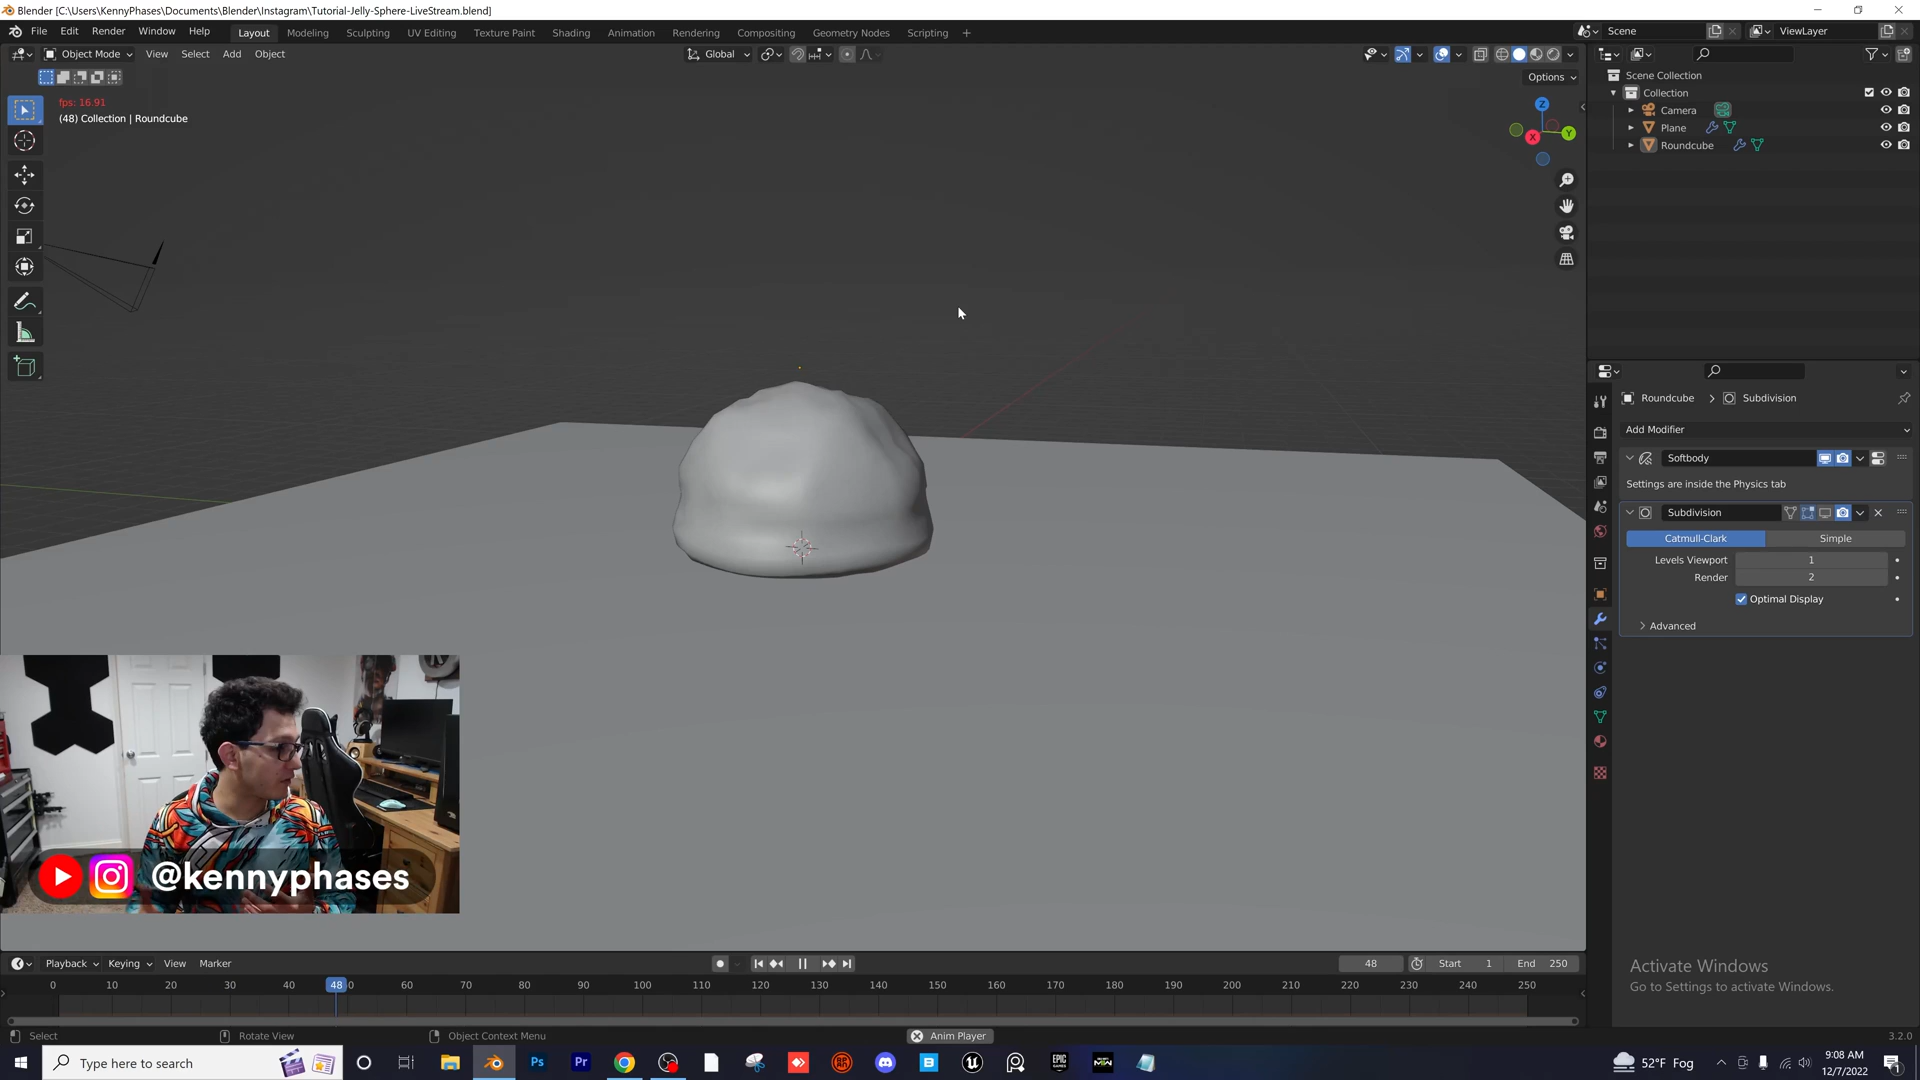 Blender [C:\Users\KennyPhases\Documents\Blender\Instagram\Tutorial-Jelly-Sphere-LiveStream.blend]
File Edit Render Window Help Layout Modeling Sculpting UV Editing Texture Paint Shading Animation Rendering Compositing Geometry Nodes Scripting + Scene ViewLayer
Object Mode View Select Add Object Global
Options
fps: 16.91
(48) Collection | Roundcube
Z
X
Y
Scene Collection
Collection
Camera
Plane
Roundcube
Roundcube > Subdivision
Add Modifier
Softbody
Settings are inside the Physics tab
Subdivision
Catmull-Clark Simple
Levels Viewport 1
Render 2
Optimal Display
Advanced
@kennyphases
Activate Windows
Go to Settings to activate Windows.
Playback Keying View Marker 48 Start 1 End 250
0 10 20 30 40 48 60 70 80 90 100 110 120 130 140 150 160 170 180 190 200 210 220 230 240 250
Select Rotate View Object Context Menu Anim Player 3.2.0
Type here to search Ps Pr EPIC GAMES 52°F Fog
9:08 AM
12/7/2022